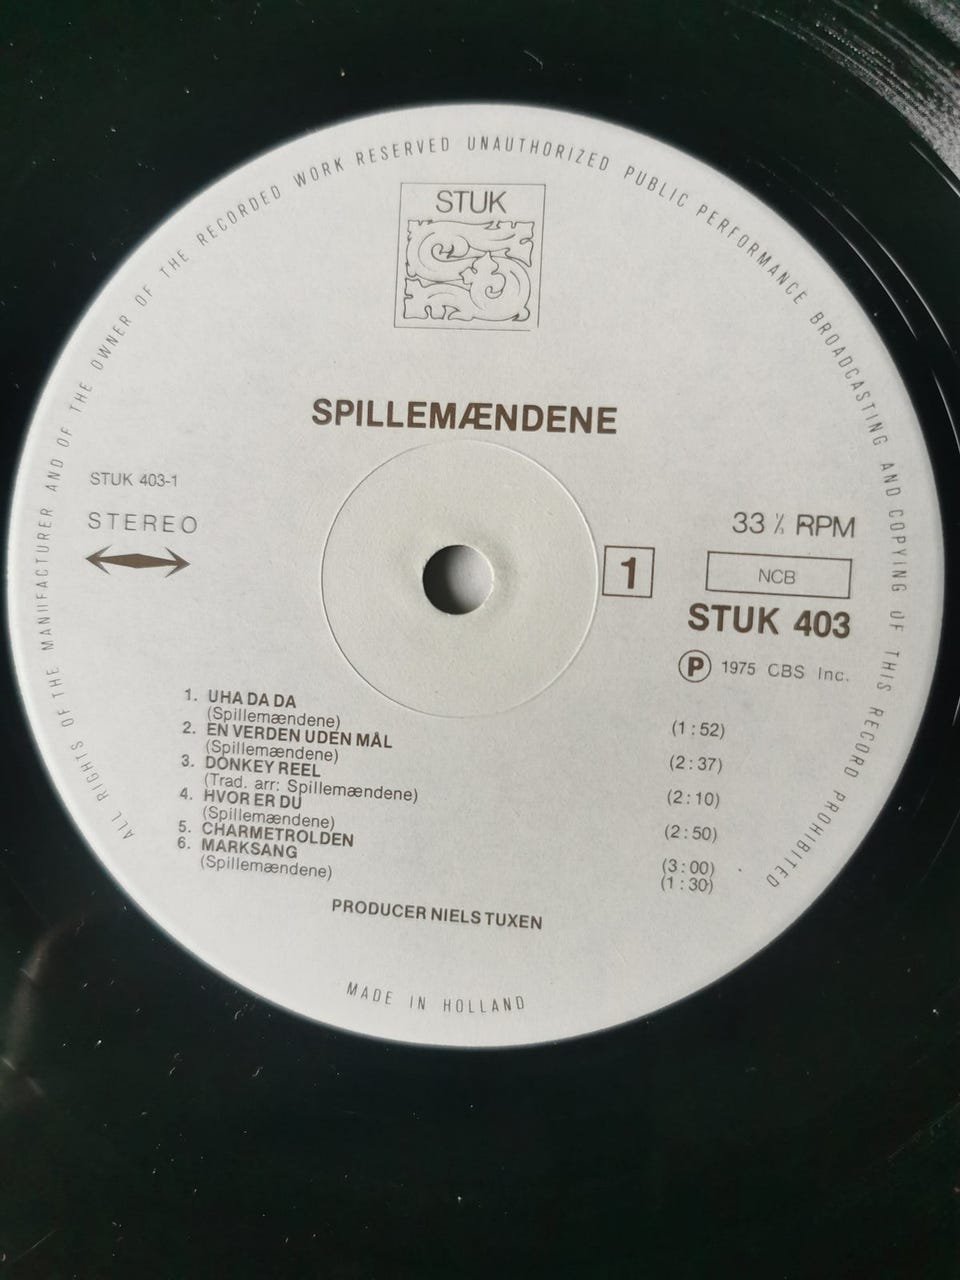 ALL RIGHTS OF THE MANUFACTURER AND OF THE OWNER OF THE RECORDED WORK RESERVED UNAUTHORIZED PUBLIC PERFORMANCE BROADCASTING AND COPYING OF THIS RECORD PROHIBITED
STUK
SPILLEMÆNDENE
STUK 403-1
STEREO
33 ⅓ RPM
1
NCB
STUK 403
Ⓟ 1975 CBS Inc.
1. UHA DA DA
(Spillemændene) (1:52)
2. EN VERDEN UDEN MÅL
(Spillemændene) (2:37)
3. DONKEY REEL
(Trad. arr: Spillemændene) (2:10)
4. HVOR ER DU
(Spillemændene) (2:50)
5. CHARMETROLDEN (3:00)
6. MARKSANG (1:30)
(Spillemændene)
PRODUCER NIELS TUXEN
MADE IN HOLLAND